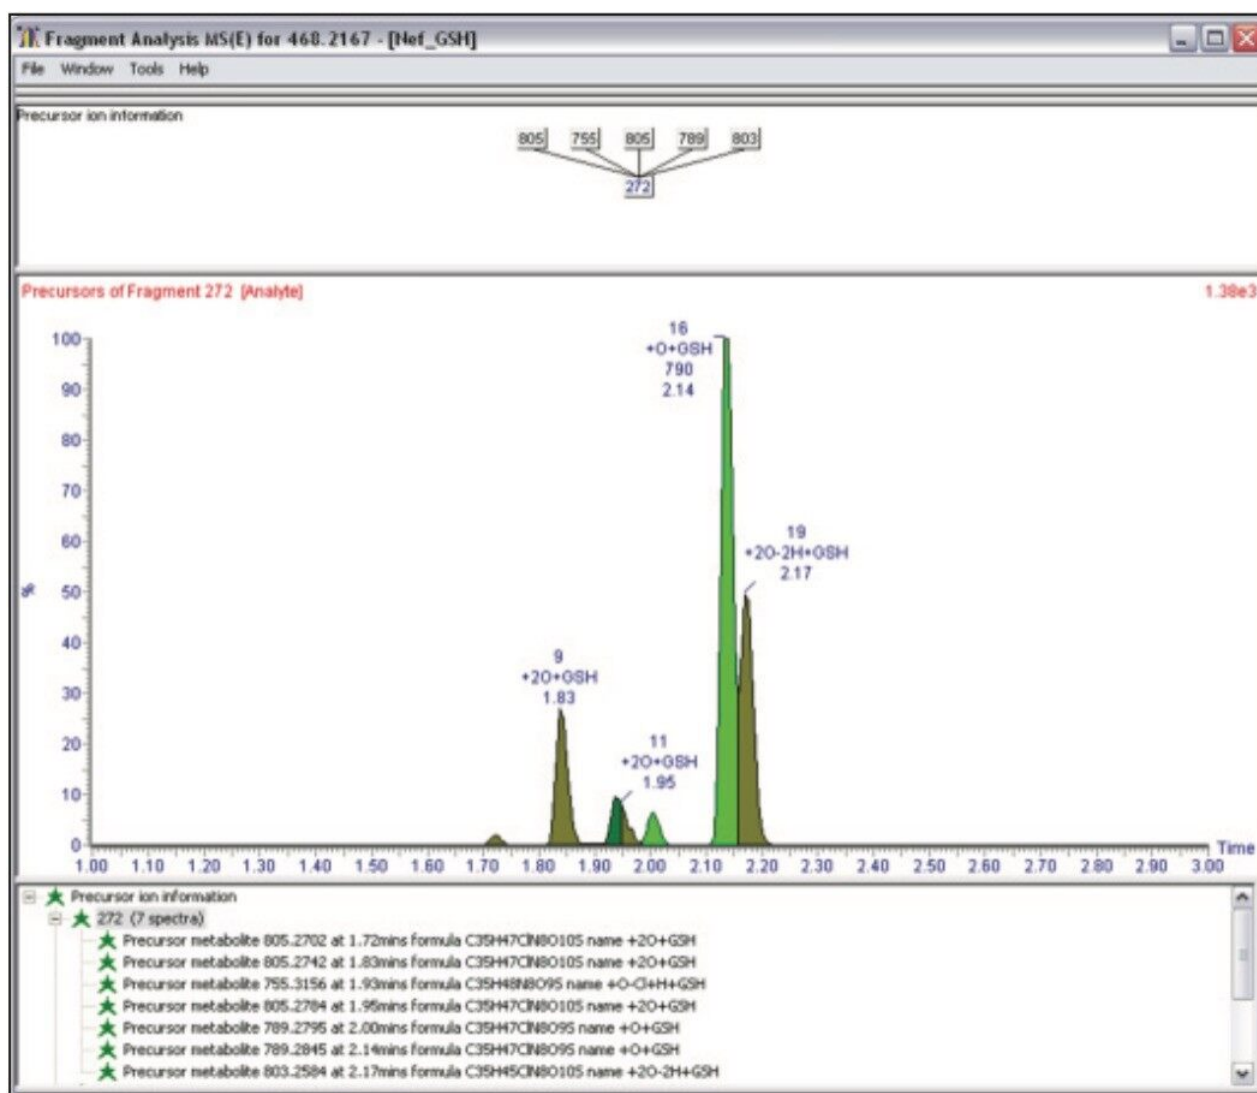 Fragment Analysis MS(E) for 468.2167 - [Nef_GSH]
File Window Tools Help
Precursor ion information
805 755 805 789 803
272
Precursors of Fragment 272 [Analyte] 1.38e3
16
+O+GSH
790
2.14
19
+2O-2H+GSH
2.17
9
+2O+GSH
1.83
11
+2O+GSH
1.95
100
90
80
70
60
50
40
30
20
10
0
%
1.00 1.10 1.20 1.30 1.40 1.50 1.60 1.70 1.80 1.90 2.00 2.10 2.20 2.30 2.40 2.50 2.60 2.70 2.80 2.90 3.00
Time
Precursor ion information
272 (7 spectra)
Precursor metabolite 805.2702 at 1.72mins formula C35H47ClN8O10S name +2O+GSH
Precursor metabolite 805.2742 at 1.83mins formula C35H47ClN8O10S name +2O+GSH
Precursor metabolite 755.3156 at 1.93mins formula C35H48N8O9S name +O-Cl+H+GSH
Precursor metabolite 805.2784 at 1.95mins formula C35H47ClN8O10S name +2O+GSH
Precursor metabolite 789.2795 at 2.00mins formula C35H47ClN8O9S name +O+GSH
Precursor metabolite 789.2845 at 2.14mins formula C35H47ClN8O9S name +O+GSH
Precursor metabolite 803.2584 at 2.17mins formula C35H45ClN8O10S name +2O-2H+GSH